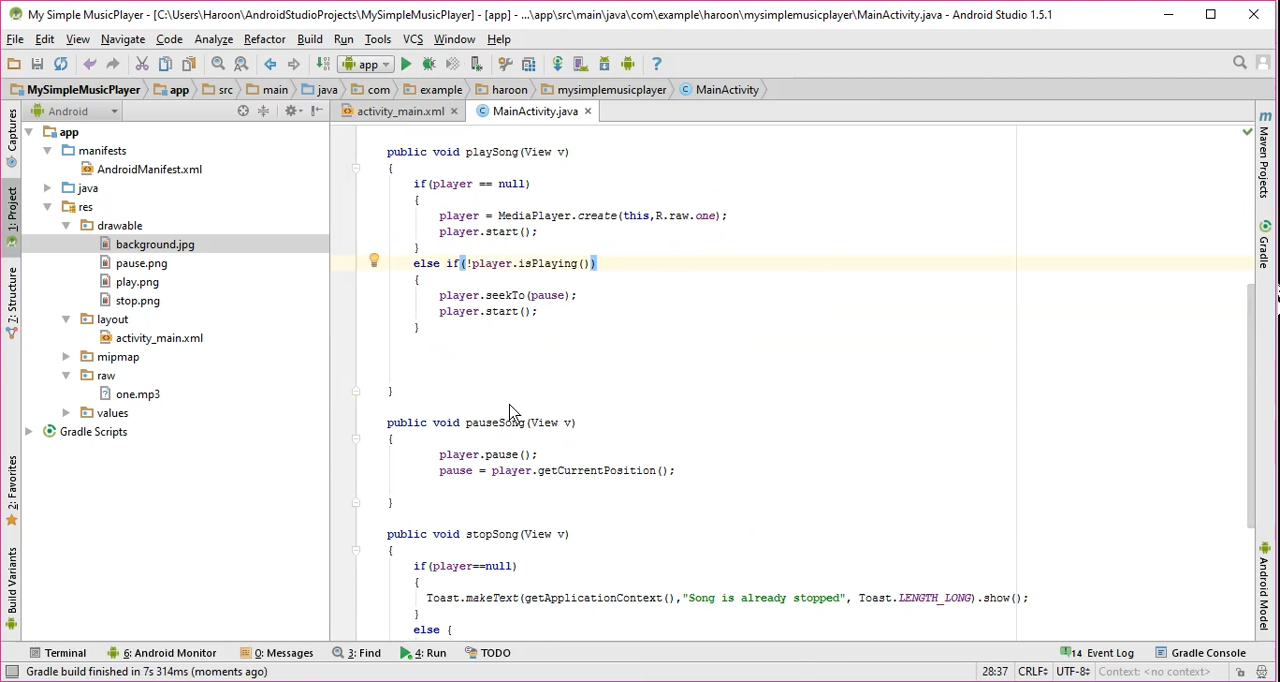 My Simple Music Player - [C:\Users\Haroon\AndroidStudioProjects\MySimpleMusicPlayer] - [app] - ...\app\src\main\java\com\example\haroon\mysimplemusicplayer\MainActivity.java - Android Studio 1.5.1
File Edit View Navigate Code Analyze Refactor Build Run Tools VCS Window Help
app
MySimpleMusicPlayer app src main java com example haroon mysimplemusicplayer MainActivity
Android
activity_main.xml MainActivity.java
Captures
1: Project
7: Structure
2: Favorites
Build Variants
app
manifests
AndroidManifest.xml
java
res
drawable
background.jpg
pause.png
play.png
stop.png
layout
activity_main.xml
mipmap
raw
one.mp3
values
Gradle Scripts
public void playSong(View v)
{
if(player == null)
{
player = MediaPlayer.create(this,R.raw.one);
player.start();
}
else if(!player.isPlaying())
{
player.seekTo(pause);
player.start();
}
}
public void pauseSong(View v)
{
player.pause();
pause = player.getCurrentPosition();
}
public void stopSong(View v)
{
if(player==null)
{
Toast.makeText(getApplicationContext(),"Song is already stopped", Toast.LENGTH_LONG).show();
}
else {
m Maven Projects
Gradle
Android Model
Terminal 6: Android Monitor 0: Messages 3: Find 4: Run TODO 14 Event Log Gradle Console
Gradle build finished in 7s 314ms (moments ago) 28:37 CRLF UTF-8 Context: <no context>